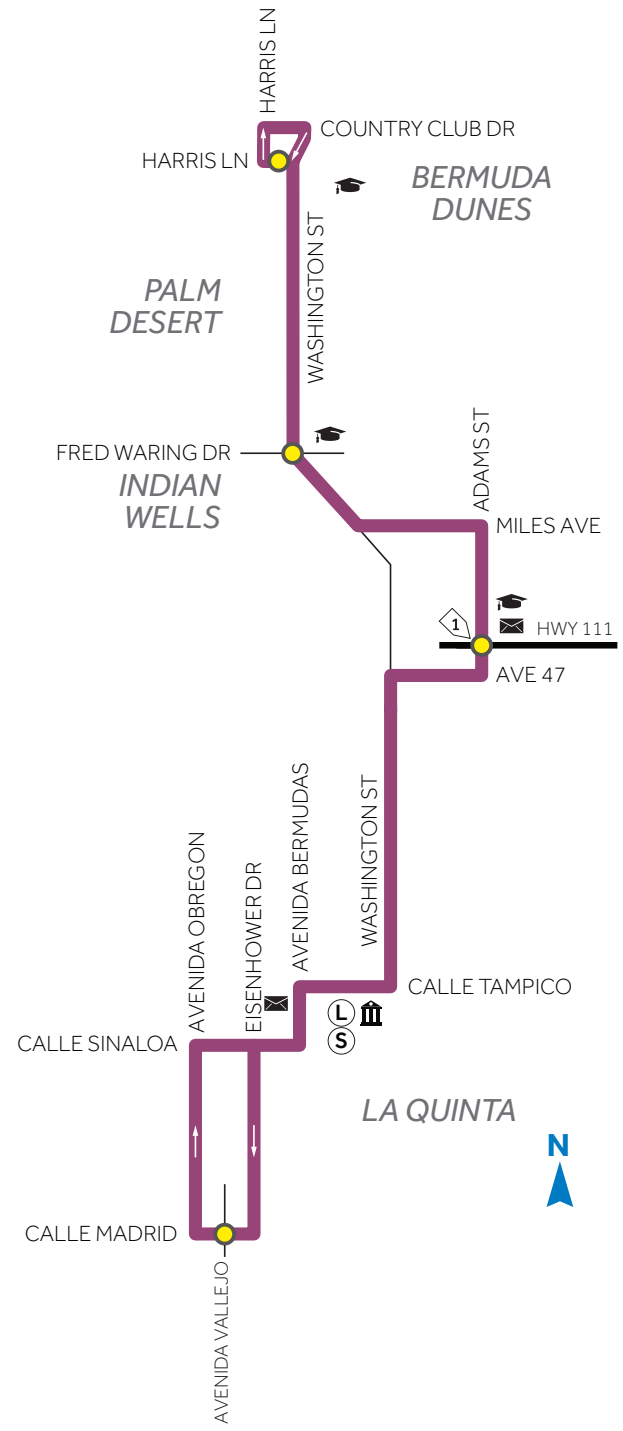 HARRIS LN
COUNTRY CLUB DR
HARRIS LN
BERMUDA
DUNES
WASHINGTON ST
PALM
DESERT
FRED WARING DR
INDIAN
WELLS
ADAMS ST
MILES AVE
1
HWY 111
AVE 47
WASHINGTON ST
AVENIDA BERMUDAS
AVENIDA OBREGON
EISENHOWER DR
CALLE TAMPICO
L
S
CALLE SINALOA
LA QUINTA
N
CALLE MADRID
AVENIDA VALLEJO